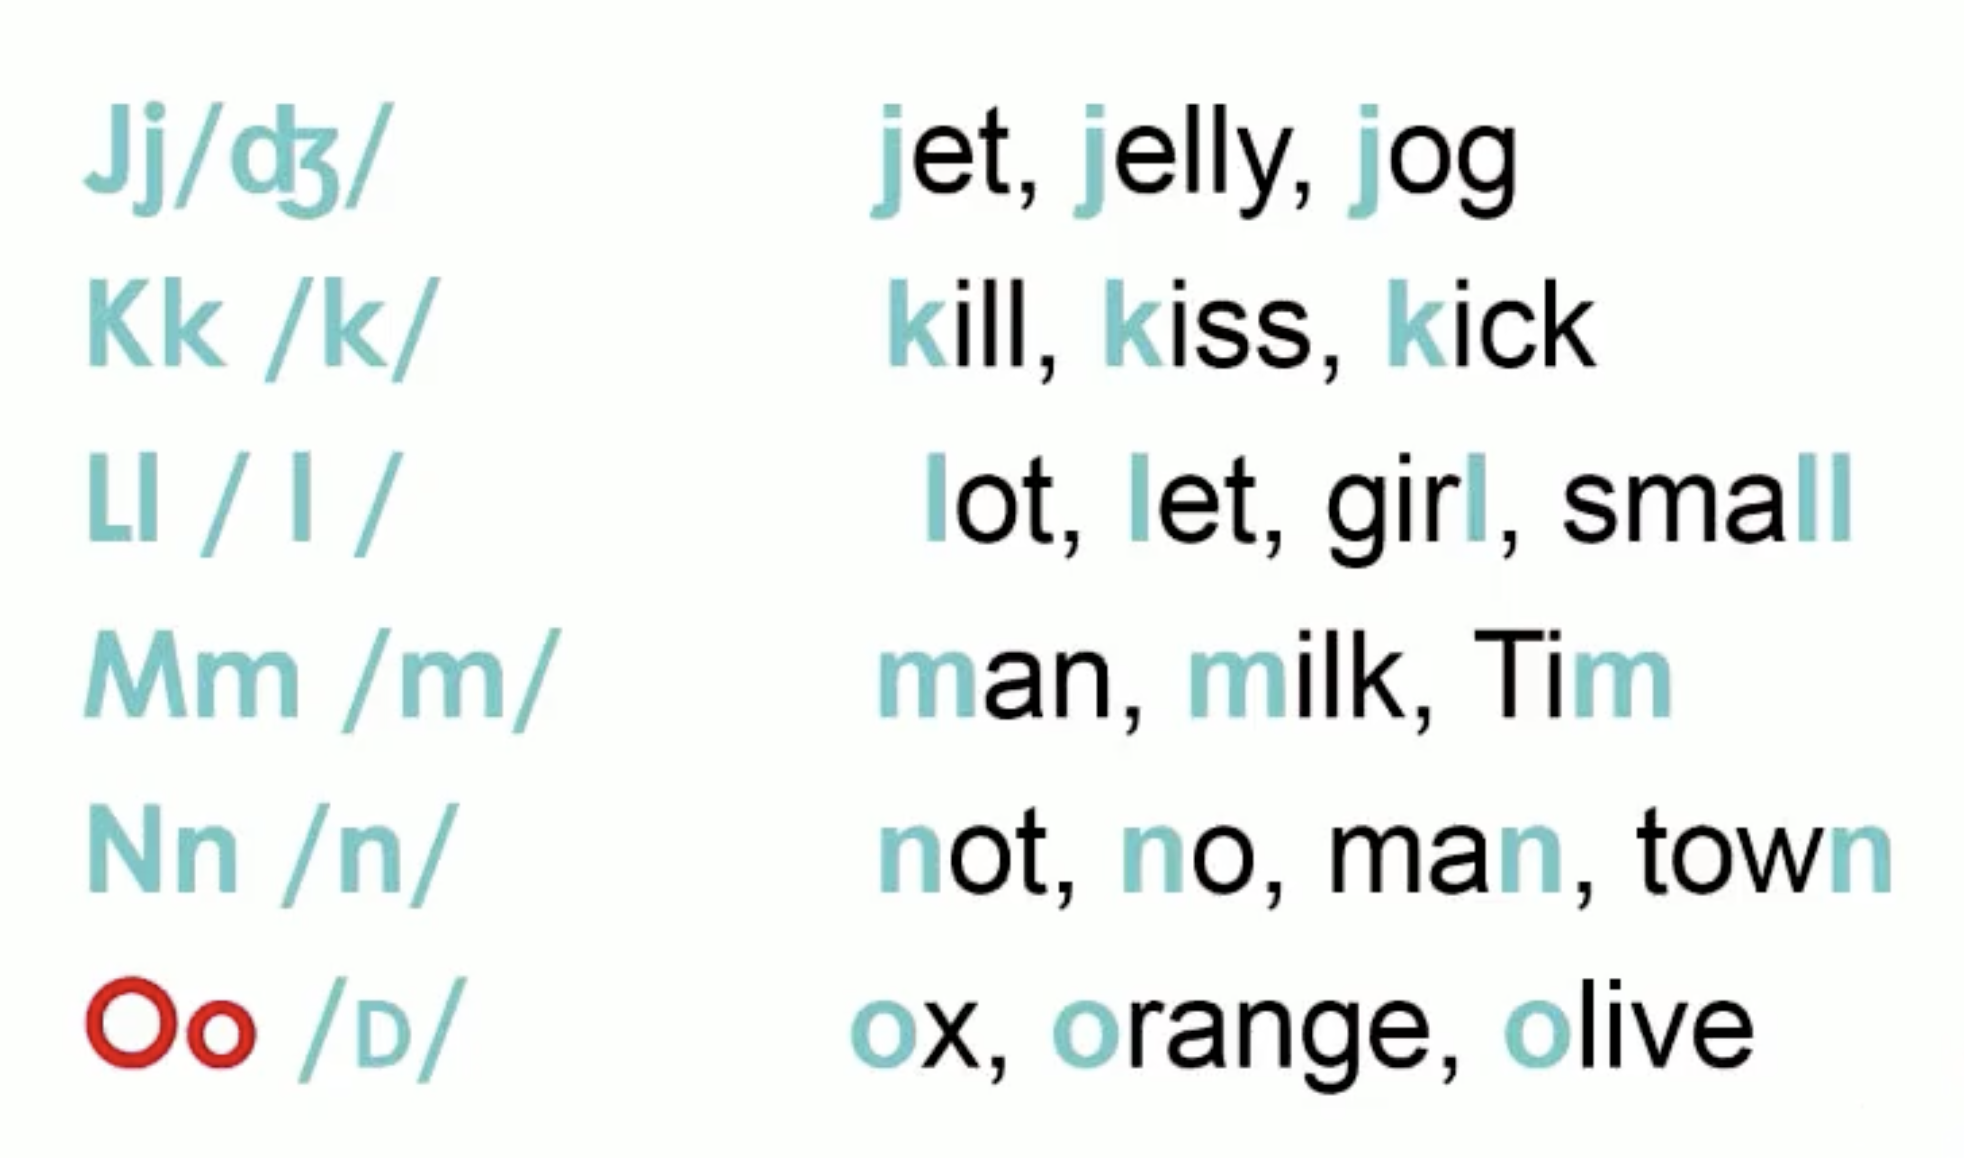 Jj/ʤ/ jet, jelly, jog
Kk /k/ kill, kiss, kick
Ll / l / lot, let, girl, small
Mm /m/ man, milk, Tim
Nn /n/ not, no, man, town
Oo /ɒ/ ox, orange, olive